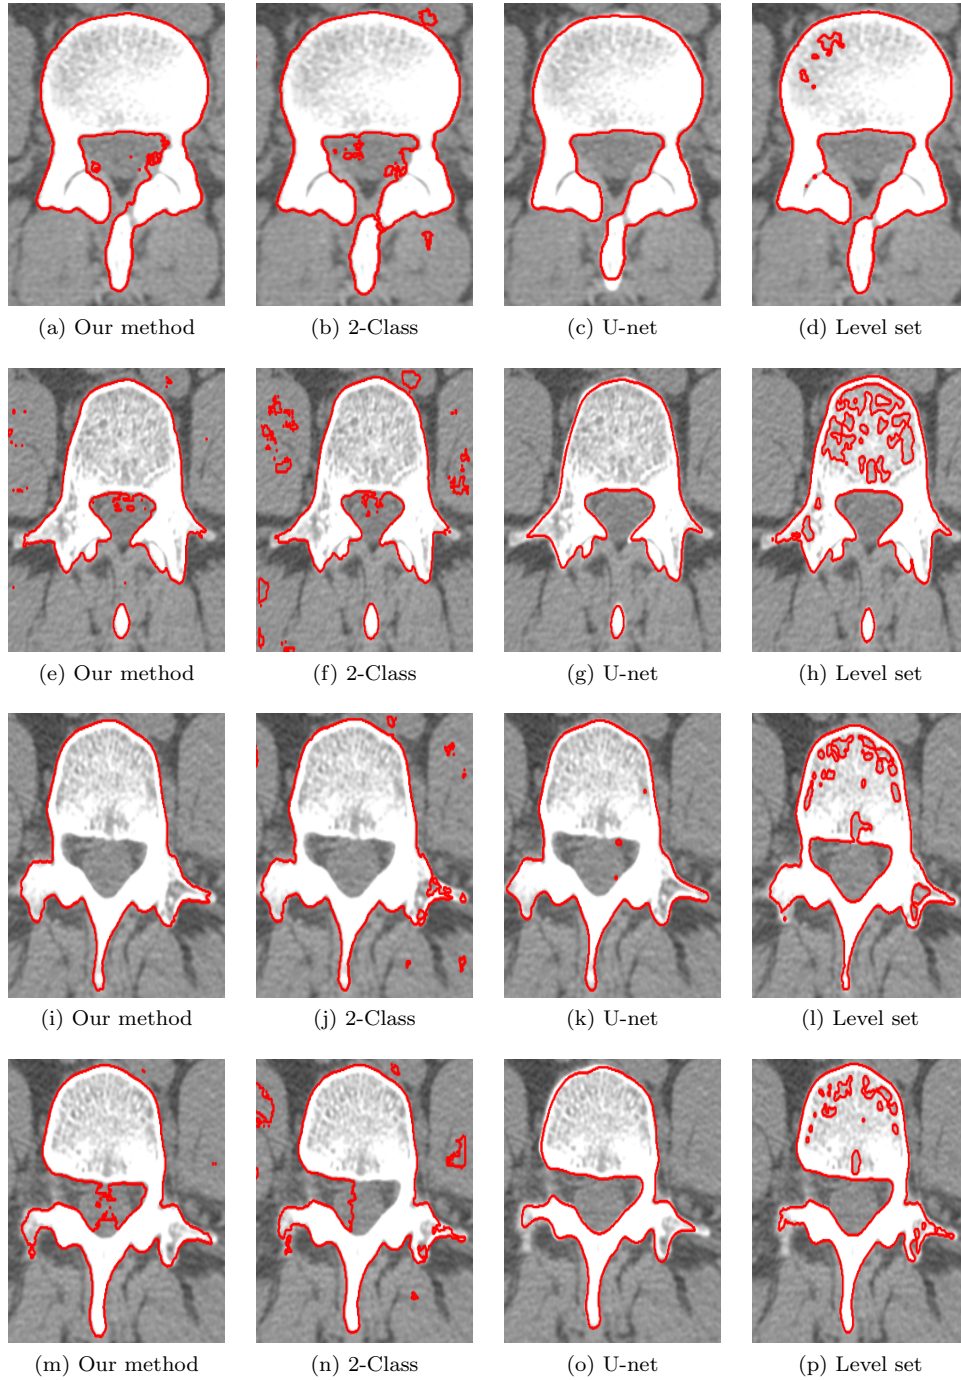 (a) Our method
(b) 2-Class
(c) U-net
(d) Level set
(e) Our method
(f) 2-Class
(g) U-net
(h) Level set
(i) Our method
(j) 2-Class
(k) U-net
(l) Level set
(m) Our method
(n) 2-Class
(o) U-net
(p) Level set